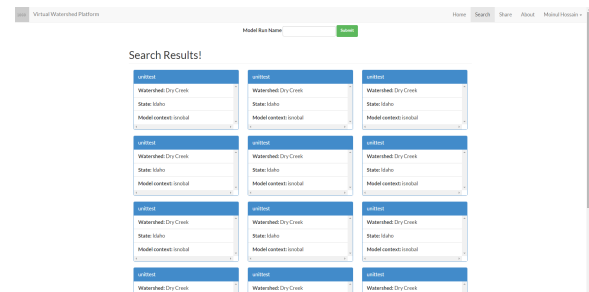 Virtual Watershed Platform Home Search Share About Moinul Hossain
Model Run Name Submit
Search Results!
unittest unittest unittest
Watershed: Dry Creek Watershed: Dry Creek Watershed: Dry Creek
State: Idaho State: Idaho State: Idaho
Model context: isnobal Model context: isnobal Model context: isnobal
unittest unittest unittest
Watershed: Dry Creek Watershed: Dry Creek Watershed: Dry Creek
State: Idaho State: Idaho State: Idaho
Model context: isnobal Model context: isnobal Model context: isnobal
unittest unittest unittest
Watershed: Dry Creek Watershed: Dry Creek Watershed: Dry Creek
State: Idaho State: Idaho State: Idaho
Model context: isnobal Model context: isnobal Model context: isnobal
unittest unittest unittest
Watershed: Dry Creek Watershed: Dry Creek Watershed: Dry Creek